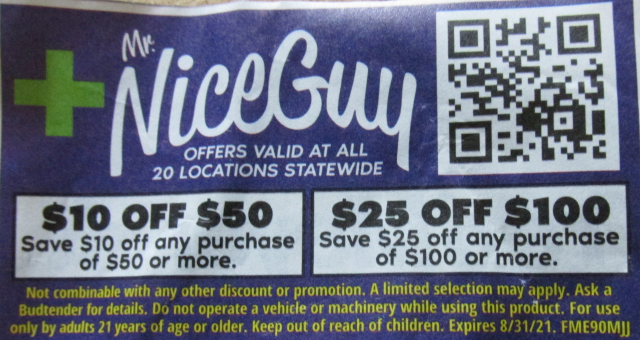 Mr.
NiceGuy
OFFERS VALID AT ALL
20 LOCATIONS STATEWIDE
$10 OFF $50
Save $10 off any purchase
of $50 or more.
$25 OFF $100
Save $25 off any purchase
of $100 or more.
Not combinable with any other discount or promotion. A limited selection may apply. Ask a
Budtender for details. Do not operate a vehicle or machinery while using this product. For use
only by adults 21 years of age or older. Keep out of reach of children. Expires 8/31/21. FME90MJJ